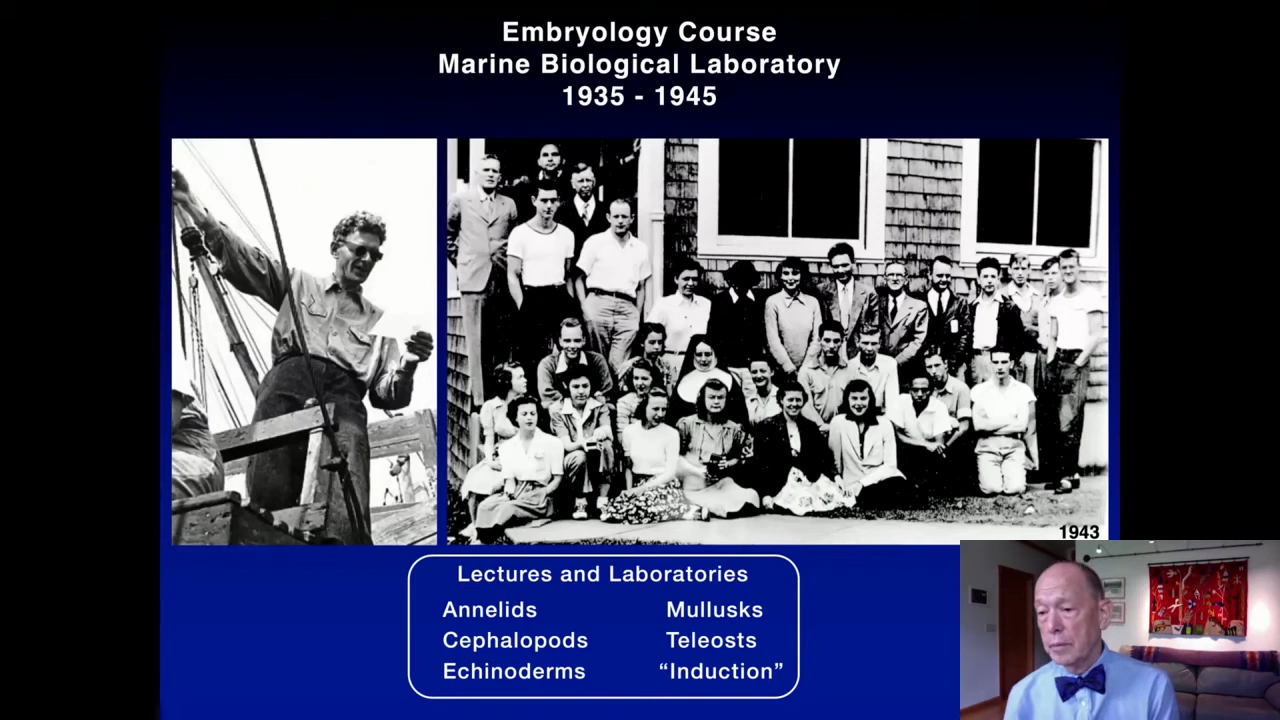 Embryology Course
Marine Biological Laboratory
1935 - 1945
1943
Lectures and Laboratories
Annelids Mullusks
Cephalopods Teleosts
Echinoderms “Induction”